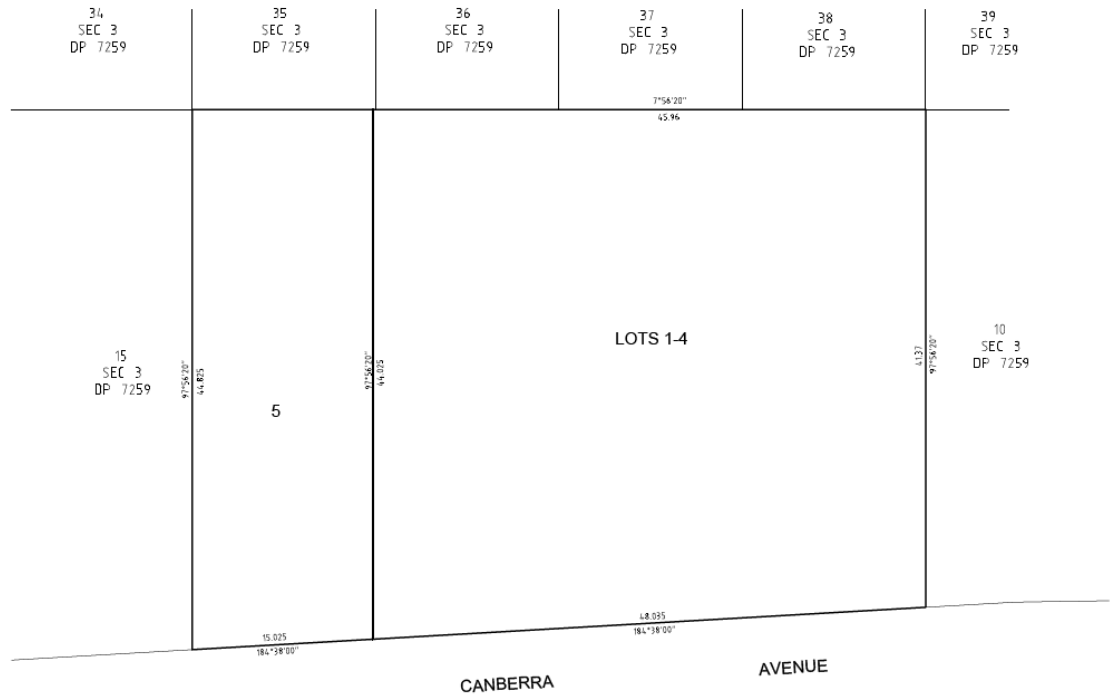 34
SEC 3
DP 7259
35
SEC 3
DP 7259
36
SEC 3
DP 7259
37
SEC 3
DP 7259
38
SEC 3
DP 7259
39
SEC 3
DP 7259
7°56'20"
45.96
15
SEC 3
DP 7259
97°56'20"
44.825
5
97°56'20"
44.025
LOTS 1-4
41.37
97°56'20"
10
SEC 3
DP 7259
15.025
184°38'00"
48.035
184°38'00"
CANBERRA AVENUE